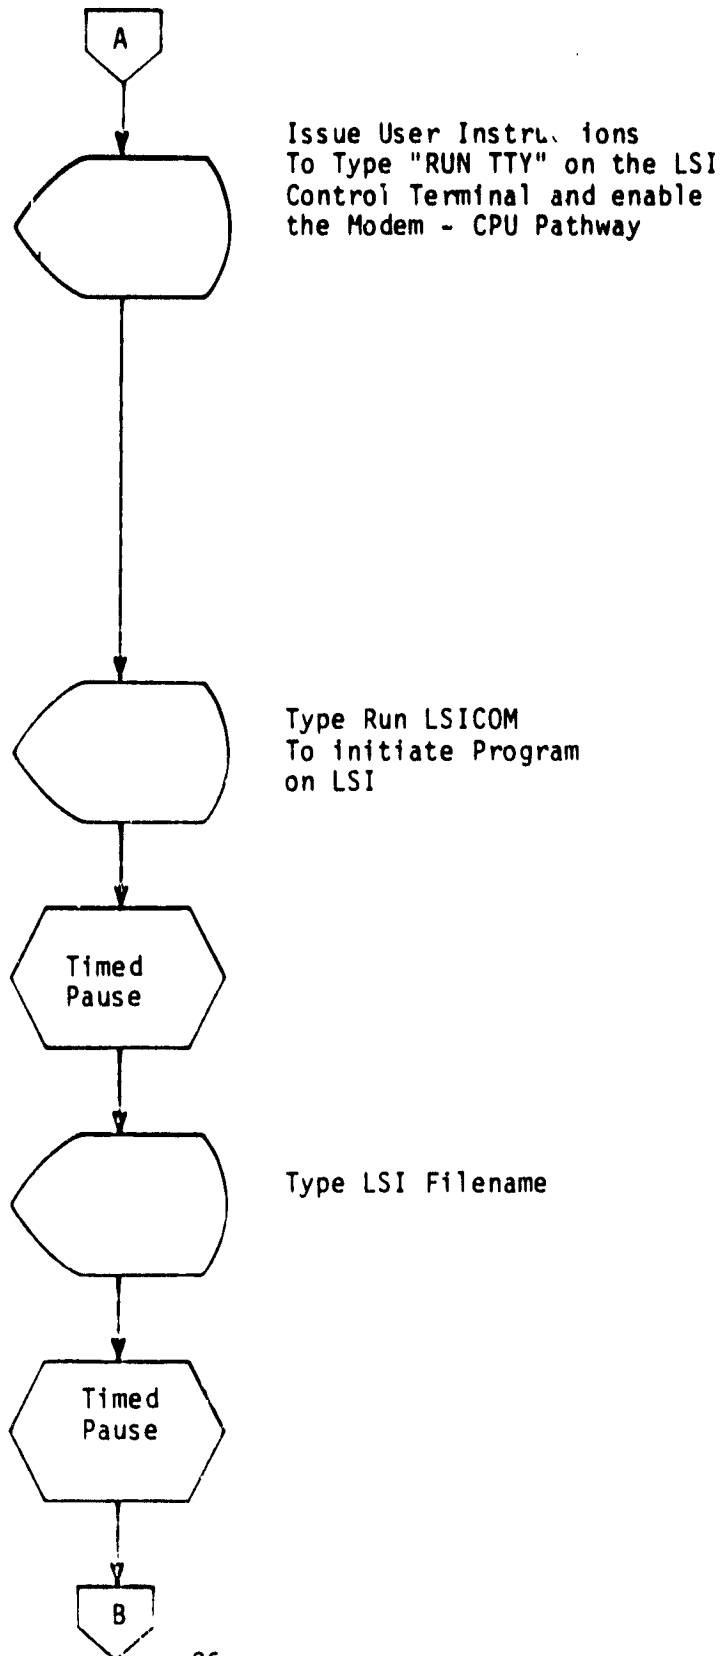 A
Issue User
To Type "RUN TTY" on the LSI
Control Terminal and enable
the Modem - CPU Pathway
Type Run LSICOM
To initiate Program
on LSI
Timed
Pause
Type LSI Filename
Timed
Pause
B